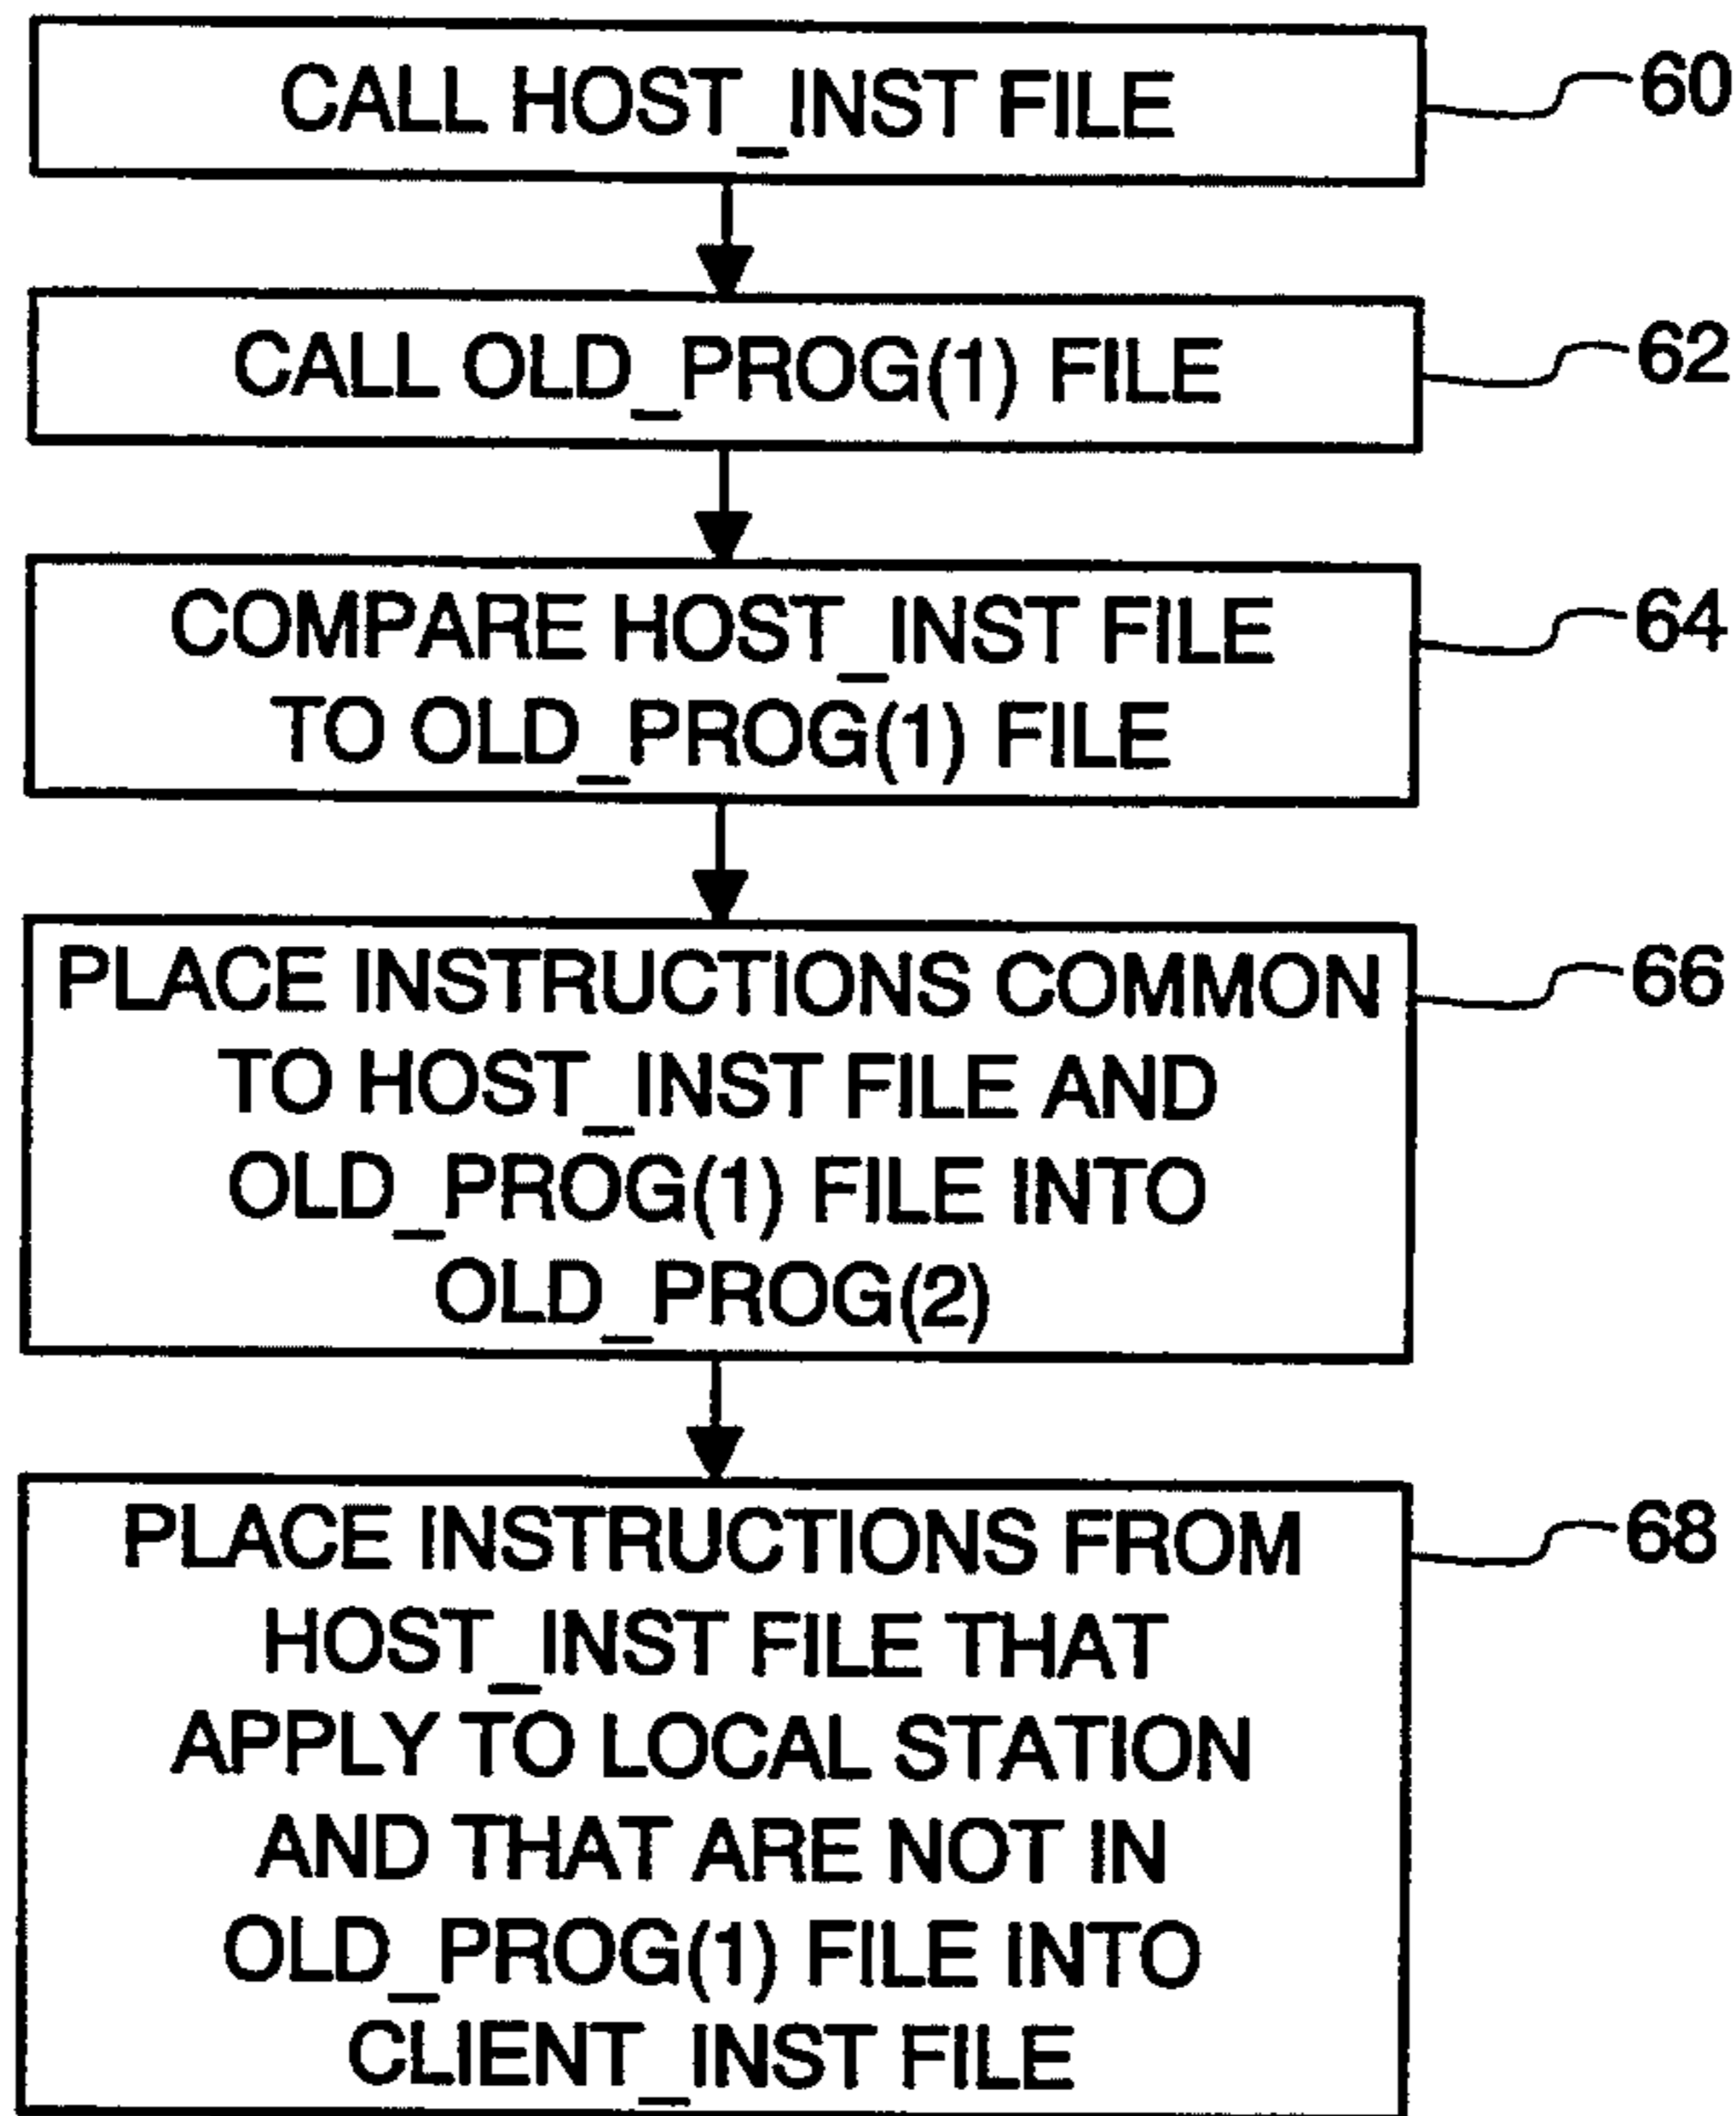 CALL HOST_INST FILE
60
CALL OLD_PROG(1) FILE
62
COMPARE HOST_INST FILE
TO OLD_PROG(1) FILE
64
PLACE INSTRUCTIONS COMMON
TO HOST_INST FILE AND
OLD_PROG(1) FILE INTO
OLD_PROG(2)
66
PLACE INSTRUCTIONS FROM
HOST_INST FILE THAT
APPLY TO LOCAL STATION
AND THAT ARE NOT IN
OLD_PROG(1) FILE INTO
CLIENT_INST FILE
68